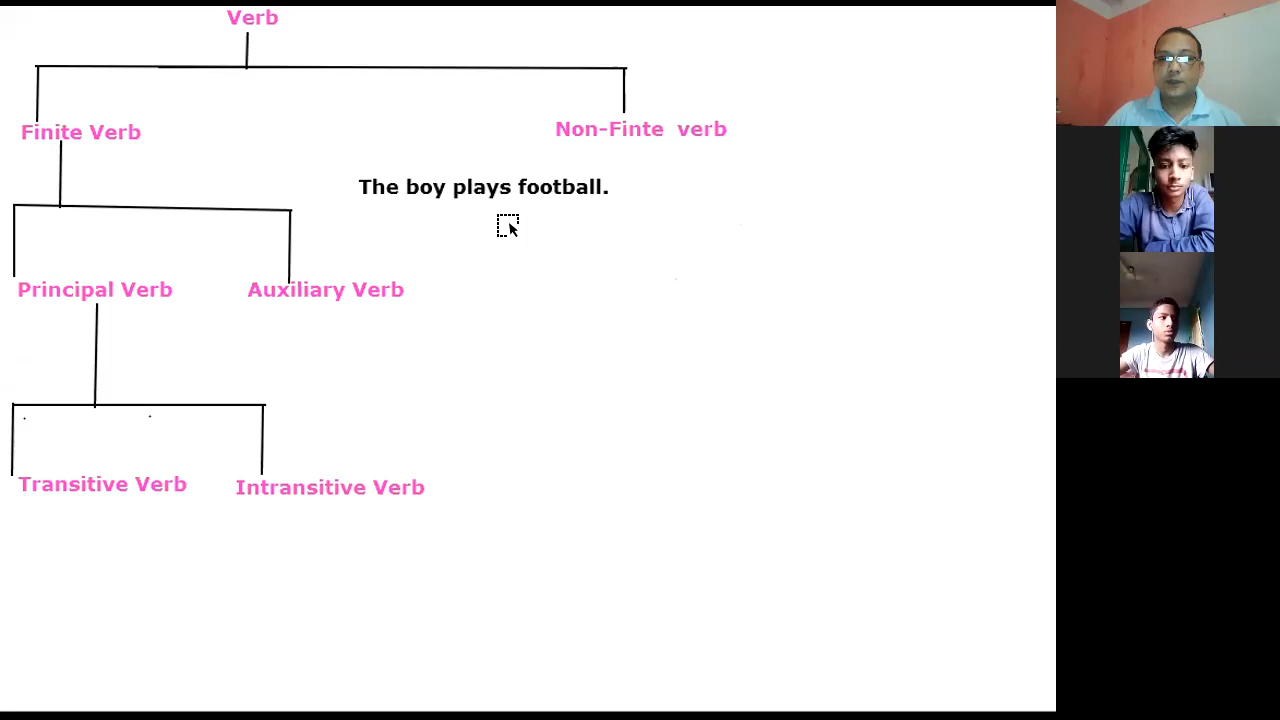 Verb
Finite Verb
Non-Finte verb
The boy plays football.
Principal Verb
Auxiliary Verb
Transitive Verb
Intransitive Verb